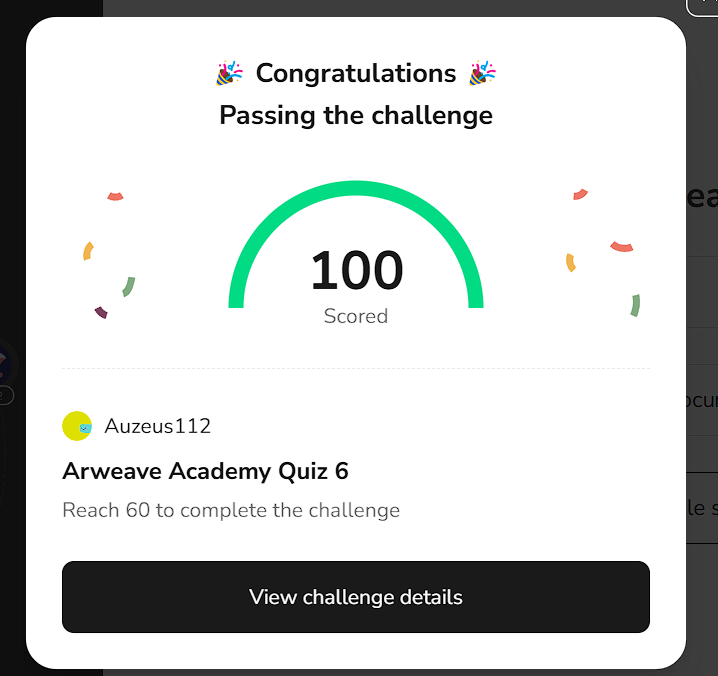 🎉 Congratulations 🎉
Passing the challenge
100
Scored
Auzeus112
Arweave Academy Quiz 6
Reach 60 to complete the challenge
View challenge details